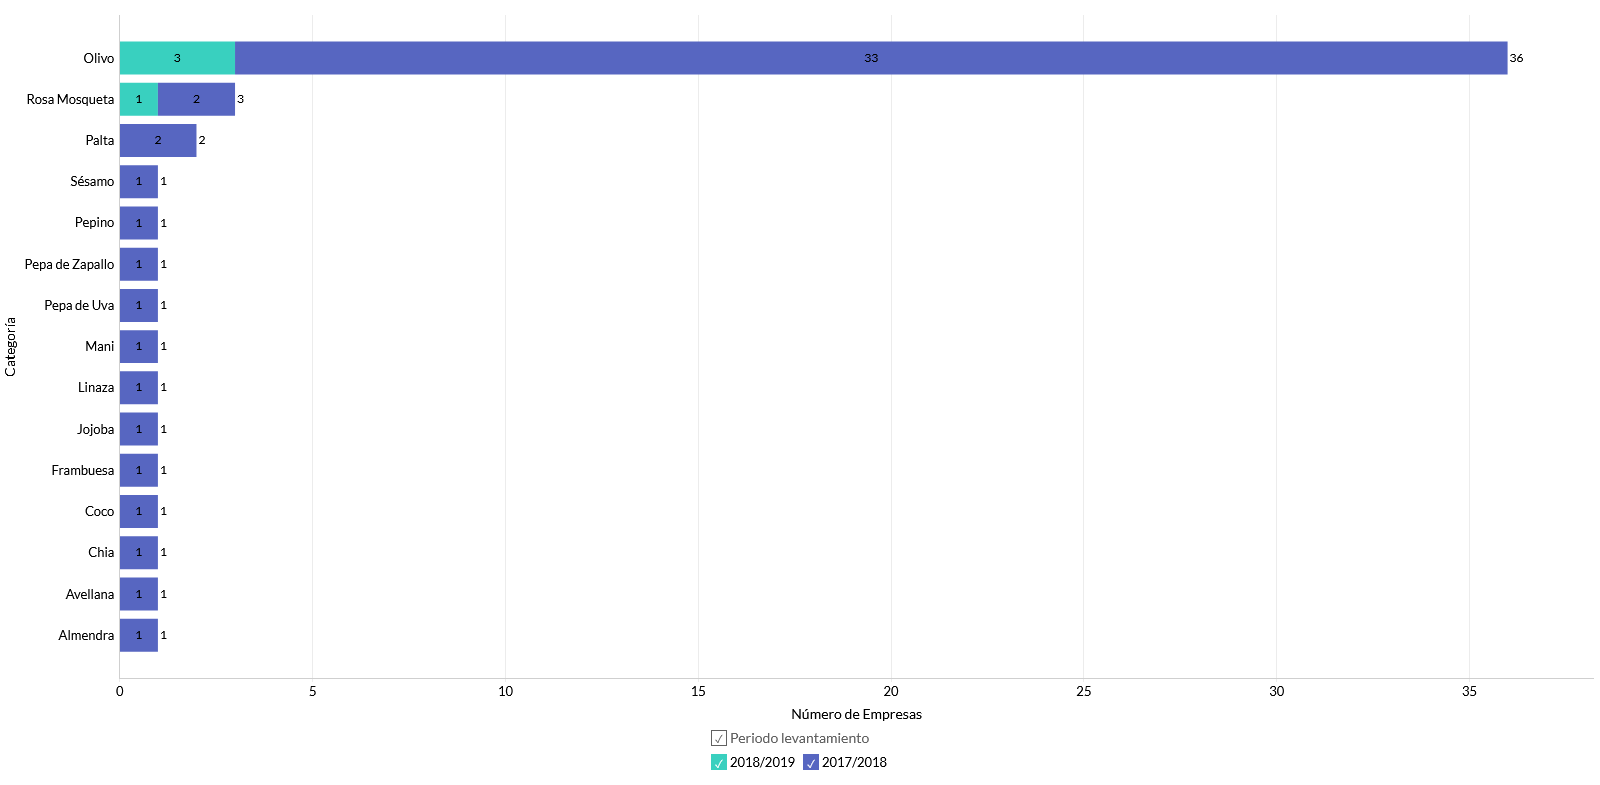 Olivo 3 33 36
Rosa Mosqueta 1 2 3
Palta 2 2
Sésamo 1 1
Pepino 1 1
Pepa de Zapallo 1 1
Pepa de Uva 1 1
Mani 1 1
Linaza 1 1
Jojoba 1 1
Frambuesa 1 1
Coco 1 1
Chia 1 1
Avellana 1 1
Almendra 1 1
Categoría
0 5 10 15 20 25 30 35
Número de Empresas
Periodo levantamiento
2018/2019 2017/2018